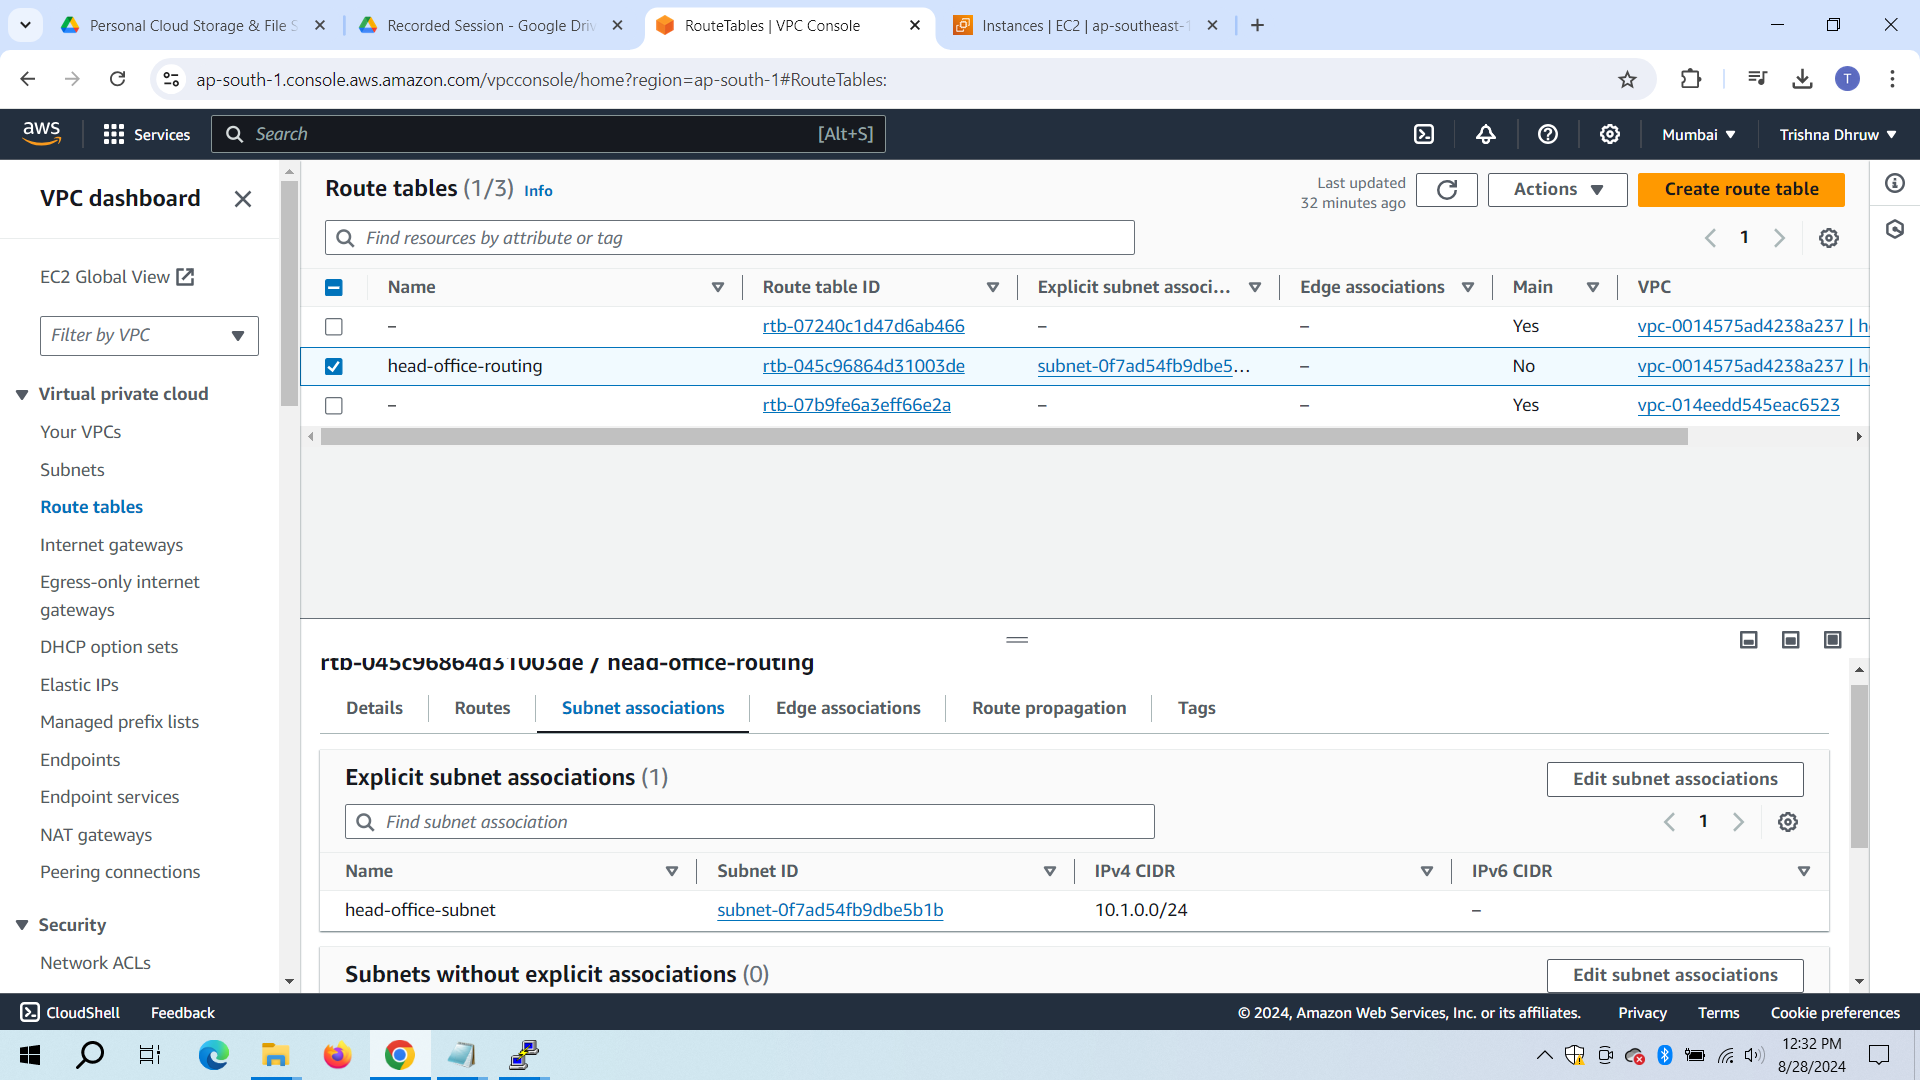 Personal Cloud Storage & File S
Recorded Session - Google Driv
RouteTables | VPC Console
Instances | EC2 | ap-southeast-1
ap-south-1.console.aws.amazon.com/vpcconsole/home?region=ap-south-1#RouteTables:
T
aws
Services
Search
[Alt+S]
Mumbai
Trishna Dhruw
VPC dashboard
EC2 Global View
Filter by VPC
Virtual private cloud
Your VPCs
Subnets
Route tables
Internet gateways
Egress-only internet
gateways
DHCP option sets
Elastic IPs
Managed prefix lists
Endpoints
Endpoint services
NAT gateways
Peering connections
Security
Network ACLs
Route tables (1/3) Info
Last updated
32 minutes ago
Actions
Create route table
Find resources by attribute or tag
1
Name Route table ID Explicit subnet associ... Edge associations Main VPC
– rtb-07240c1d47d6ab466 – – Yes vpc-0014575ad4238a237 | h
head-office-routing rtb-045c96864d31003de subnet-0f7ad54fb9dbe5... – No vpc-0014575ad4238a237 | h
– rtb-07b9fe6a3eff66e2a – – Yes vpc-014eedd545eac6523
rtb-045c96864d31003de / head-office-routing
Details Routes Subnet associations Edge associations Route propagation Tags
Explicit subnet associations (1)
Edit subnet associations
Find subnet association
1
Name Subnet ID IPv4 CIDR IPv6 CIDR
head-office-subnet subnet-0f7ad54fb9dbe5b1b 10.1.0.0/24 –
Subnets without explicit associations (0)
Edit subnet associations
CloudShell Feedback © 2024, Amazon Web Services, Inc. or its affiliates. Privacy Terms Cookie preferences
12:32 PM
8/28/2024